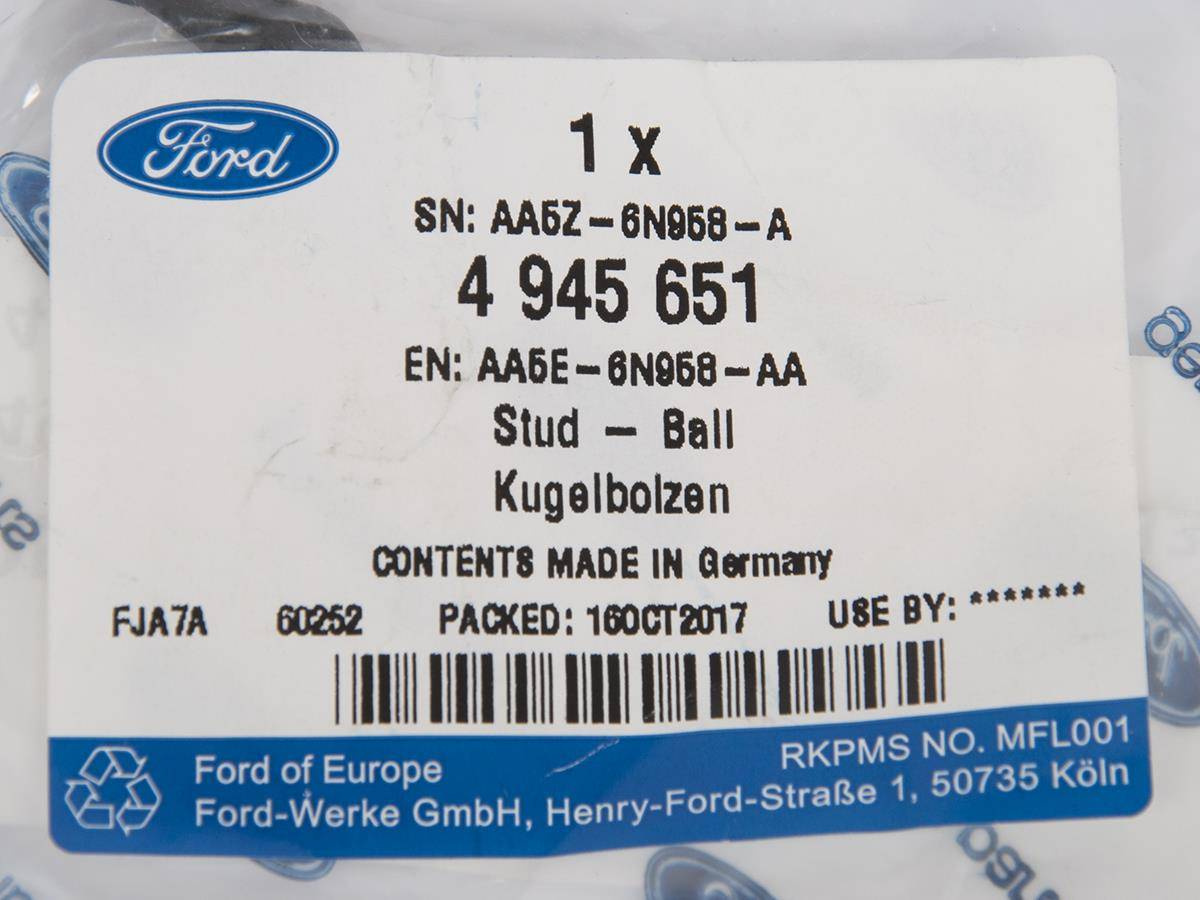 Ford
1 x
SN: AA5Z-6N958-A
4 945 651
EN: AA5E-6N958-AA
Stud - Ball
Kugelbolzen
CONTENTS MADE IN Germany
FJA7A 60252 PACKED: 16OCT2017 USE BY: *******
RKPMS NO. MFL001
Ford of Europe
Ford-Werke GmbH, Henry-Ford-Straße 1, 50735 Köln